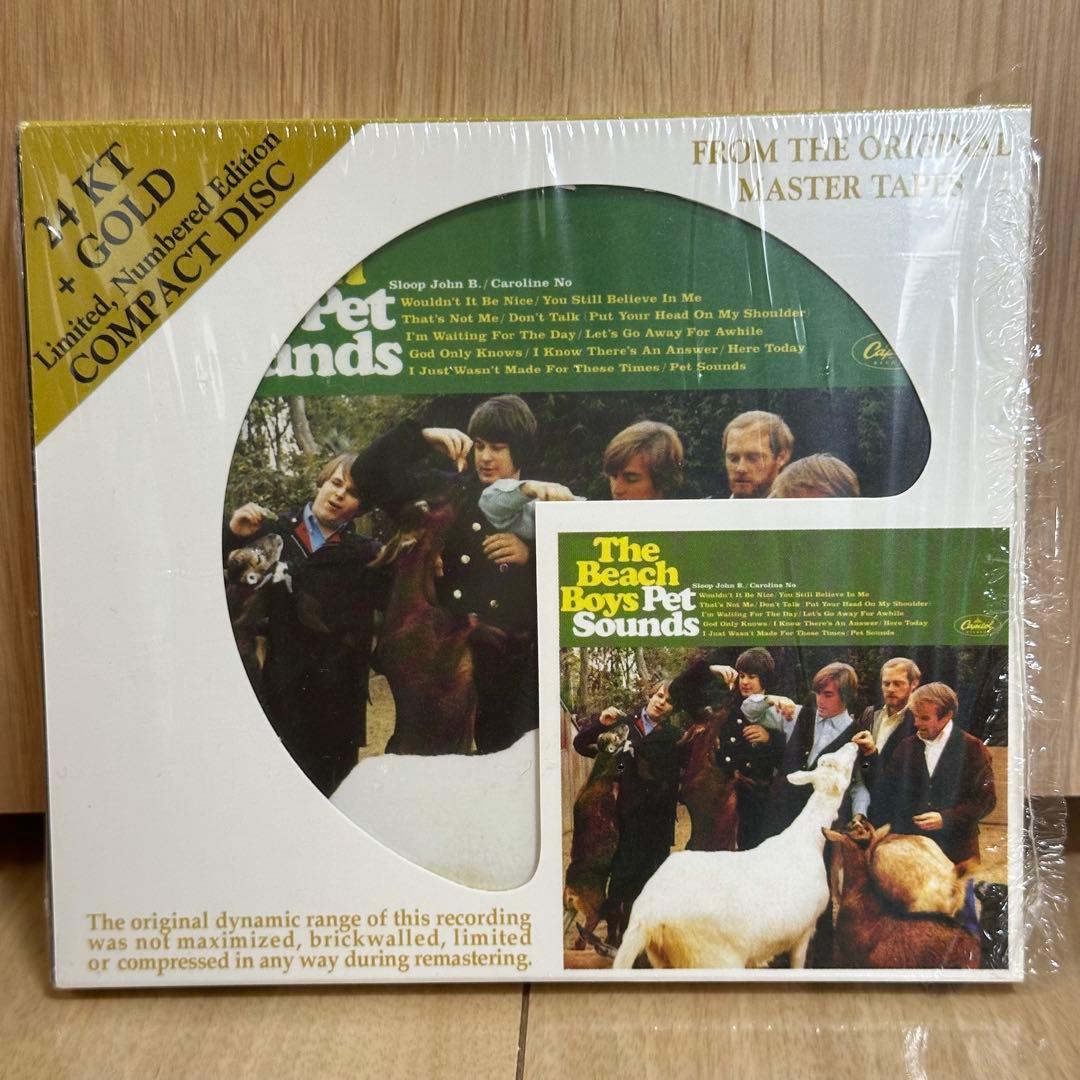 24 KT
+ GOLD
Limited, Numbered Edition
COMPACT DISC
FROM THE ORIGINAL
MASTER TAPES
Pet
unds
Sloop John B. / Caroline No
Wouldn't It Be Nice / You Still Believe In Me
That's Not Me / Don't Talk (Put Your Head On My Shoulder)
I'm Waiting For The Day / Let's Go Away For Awhile
God Only Knows / I Know There's An Answer / Here Today
I Just Wasn't Made For These Times / Pet Sounds
Cap
The
Beach
Boys Pet
Sounds
Sloop John B. / Caroline No
Wouldn't It Be Nice / You Still Believe In Me
That's Not Me / Don't Talk (Put Your Head On My Shoulder)
I'm Waiting For The Day / Let's Go Away For Awhile
God Only Knows / I Know There's An Answer / Here Today
I Just Wasn't Made For These Times / Pet Sounds
Capitol
The original dynamic range of this recording
was not maximized, brickwalled, limited
or compressed in any way during remastering.